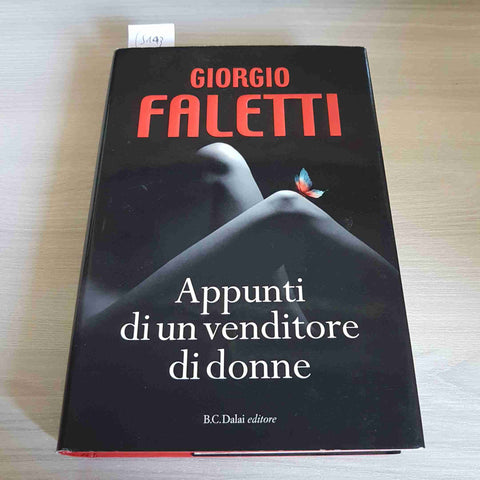 GIORGIO
FALETTI
Appunti
di un venditore
di donne
B.C.Dalai editore